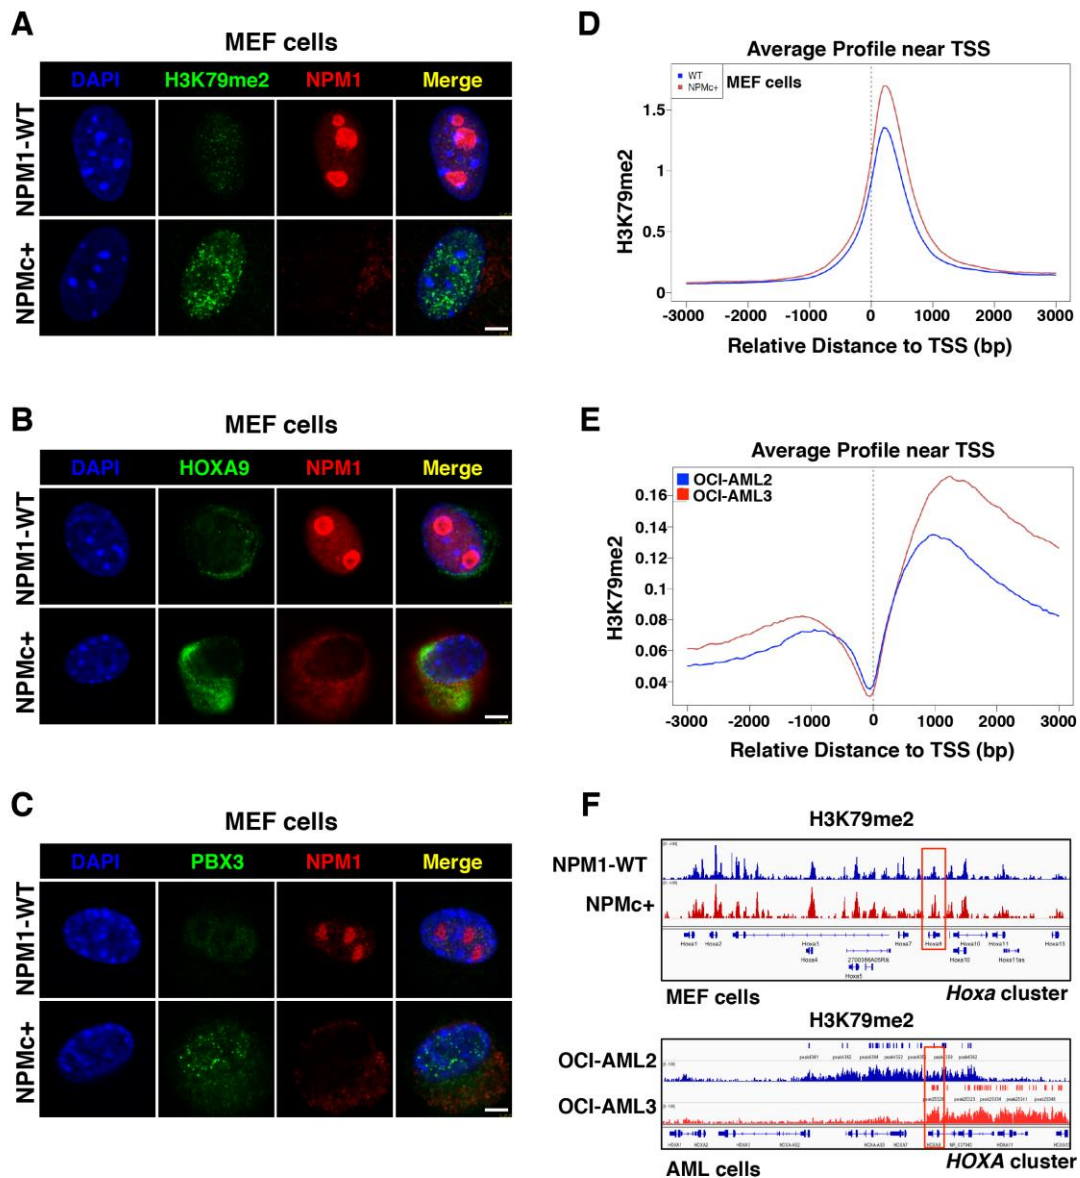 A
MEF cells
DAPI H3K79me2 NPM1 Merge
NPM1-WT
NPMc+
B
MEF cells
DAPI HOXA9 NPM1 Merge
NPM1-WT
NPMc+
C
MEF cells
DAPI PBX3 NPM1 Merge
NPM1-WT
NPMc+
D
Average Profile near TSS
WT
NPMc+
MEF cells
H3K79me2
1.5
1
0.5
0
-3000 -2000 -1000 0 1000 2000 3000
Relative Distance to TSS (bp)
E
Average Profile near TSS
OCI-AML2
OCI-AML3
H3K79me2
0.16
0.14
0.12
0.1
0.08
0.06
0.04
-3000 -2000 -1000 0 1000 2000 3000
Relative Distance to TSS (bp)
F
H3K79me2
NPM1-WT
NPMc+
Hoxa1 Hoxa2 Hoxa3 Hoxa7 Hoxa9 Hoxa10 Hoxa11 Hoxa13
Hoxa4 Hoxa10 Hoxa11as
Hoxa5
MEF cells
Hoxa cluster
H3K79me2
OCI-AML2
OCI-AML3
HOXA1 HOXA2 HOXA3 HOXA7 HOXA9 HOXA11
AML cells
HOXA cluster